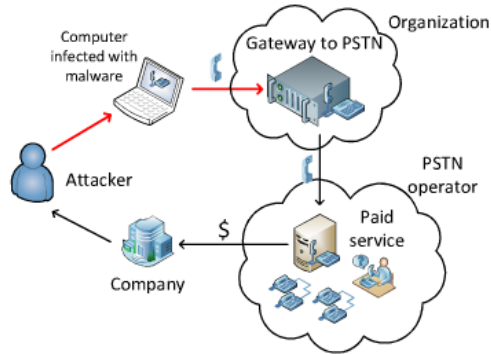 Computer
infected with
malware
Organization
Gateway to PSTN
Attacker
PSTN
operator
Paid
service
$
Company